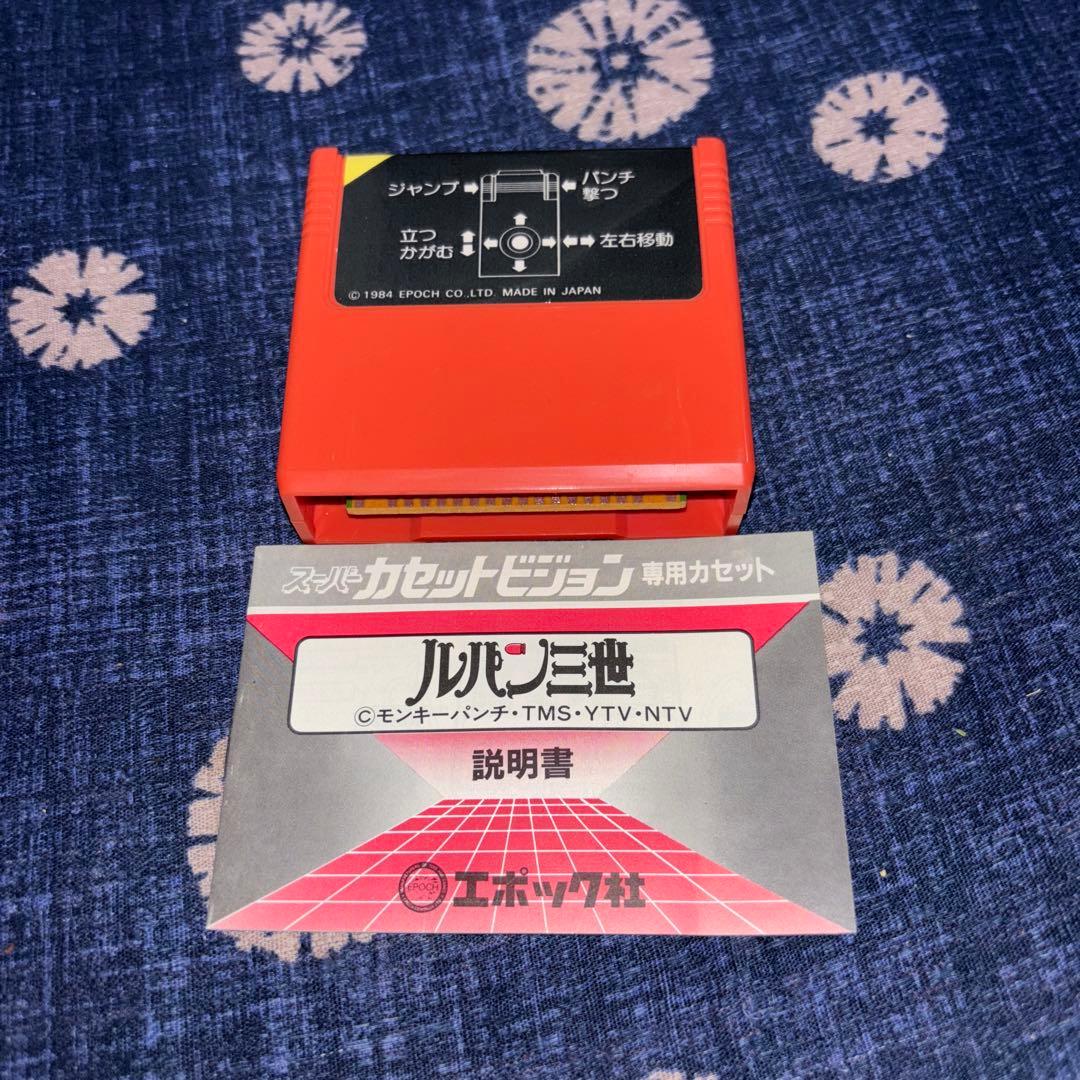 ジャンプ パンチ
撃つ
立つ
かがむ
左右移動
© 1984 EPOCH CO.,LTD. MADE IN JAPAN
スーパーカセットビジョン専用カセット
ルパン三世
©モンキーパンチ・TMS・YTV・NTV
説明書
EPOCH
エポック社